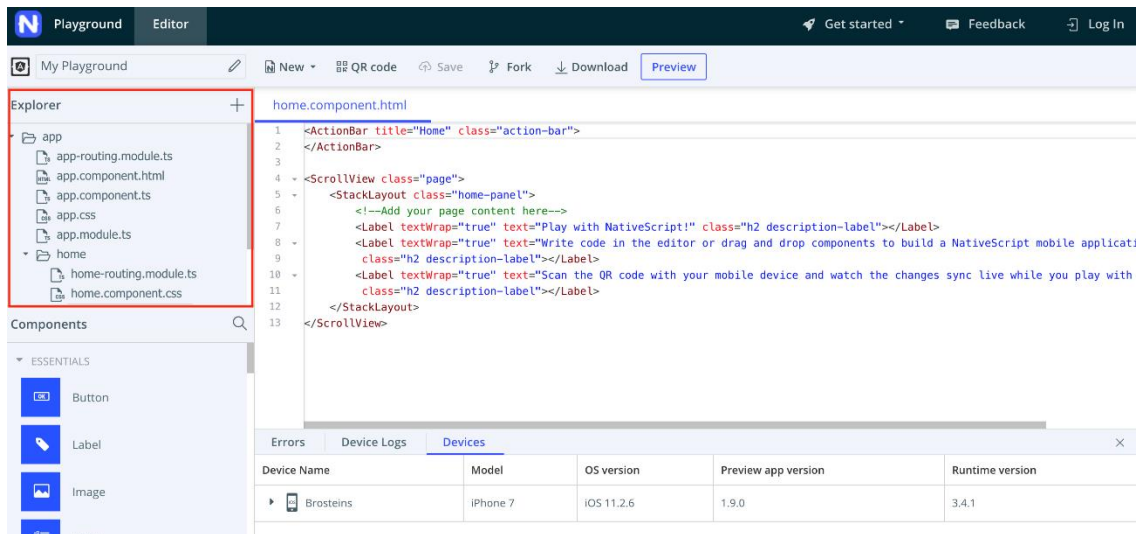 Playground Editor Get started Feedback Log In
My Playground New QR code Save Fork Download Preview
Explorer
app
app-routing.module.ts
app.component.html
app.component.ts
app.css
app.module.ts
home
home-routing.module.ts
home.component.css
Components
ESSENTIALS
Button
Label
Image
home.component.html
1 <ActionBar title="Home" class="action-bar">
2 </ActionBar>
3
4 <ScrollView class="page">
5 <StackLayout class="home-panel">
6 <!--Add your page content here-->
7 <Label textWrap="true" text="Play with NativeScript!" class="h2 description-label"></Label>
8 <Label textWrap="true" text="Write code in the editor or drag and drop components to build a NativeScript mobile applicati
9 class="h2 description-label"></Label>
10 <Label textWrap="true" text="Scan the QR code with your mobile device and watch the changes sync live while you play with
11 class="h2 description-label"></Label>
12 </StackLayout>
13 </ScrollView>
Errors Device Logs Devices
Device Name Model OS version Preview app version Runtime version
Brosteins iPhone 7 iOS 11.2.6 1.9.0 3.4.1